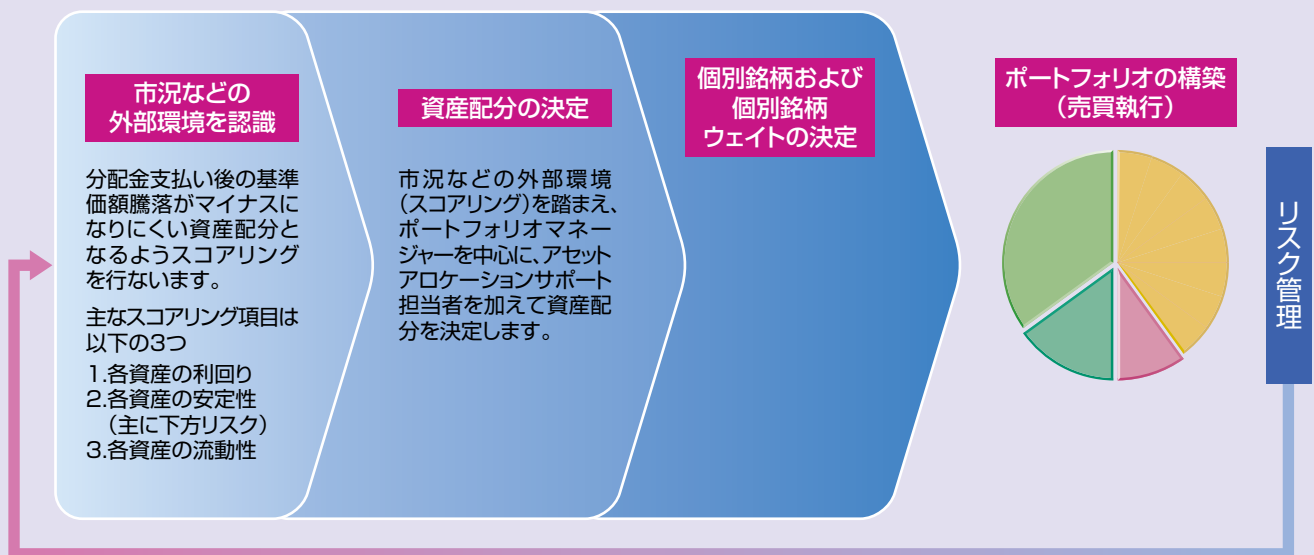 市況などの
外部環境を認識
分配金支払い後の基準
価額騰落がマイナスに
なりにくい資産配分と
なるようスコアリング
を行ないます。
主なスコアリング項目は
以下の3つ
1.各資産の利回り
2.各資産の安定性
（主に下方リスク）
3.各資産の流動性
資産配分の決定
市況などの外部環境
（スコアリング）を踏まえ、
ポートフォリオマネー
ジャーを中心に、アセット
アロケーションサポート
担当者を加えて資産配
分を決定します。
個別銘柄および
個別銘柄
ウェイトの決定
ポートフォリオの構築
（売買執行）
リスク管理